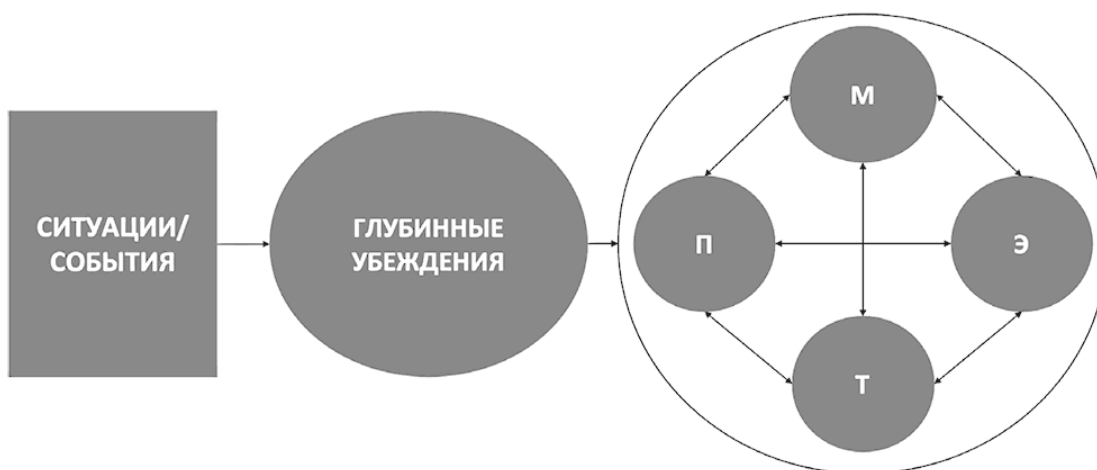 СИТУАЦИИ/
СОБЫТИЯ
ГЛУБИННЫЕ
УБЕЖДЕНИЯ
М
П
Э
Т